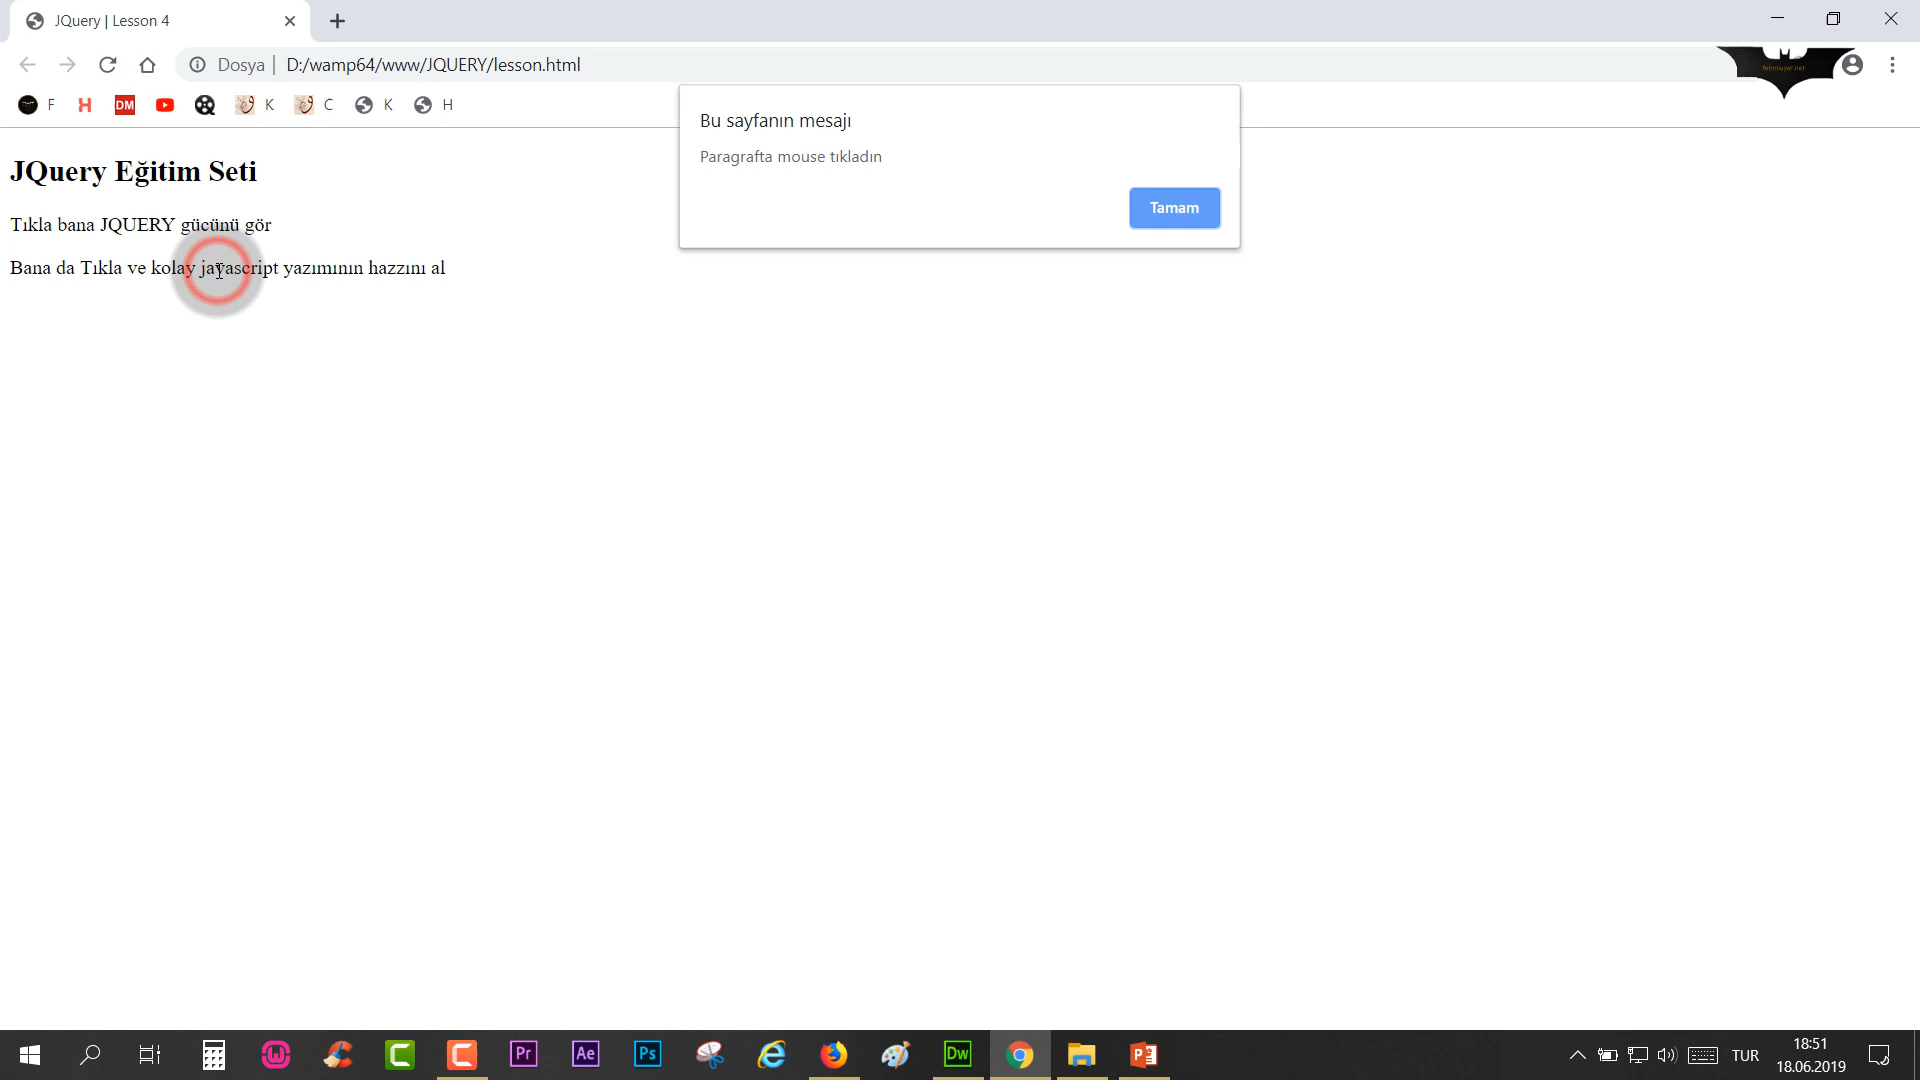 JQuery | Lesson 4
Dosya | D:/wamp64/www/JQUERY/lesson.html
fehmiuyar.net
F H DM K C K H
Bu sayfanın mesajı
Paragrafta mouse tıkladın
Tamam
JQuery Eğitim Seti
Tıkla bana JQUERY gücünü gör
Bana da Tıkla ve kolay javascript yazımının hazzını al
Pr Ae Ps Dw
TUR
18:51
18.06.2019